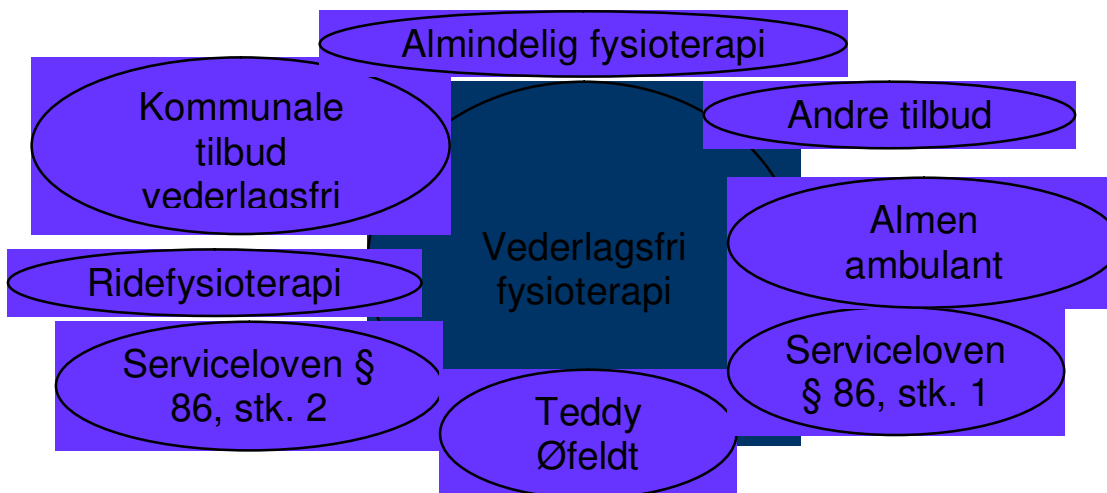 Almindelig fysioterapi
Kommunale
tilbud
vederlagsfri
Andre tilbud
Vederlagsfri
fysioterapi
Almen
ambulant
Ridefysioterapi
Serviceloven §
86, stk. 2
Serviceloven
§ 86, stk. 1
Teddy
Øfeldt